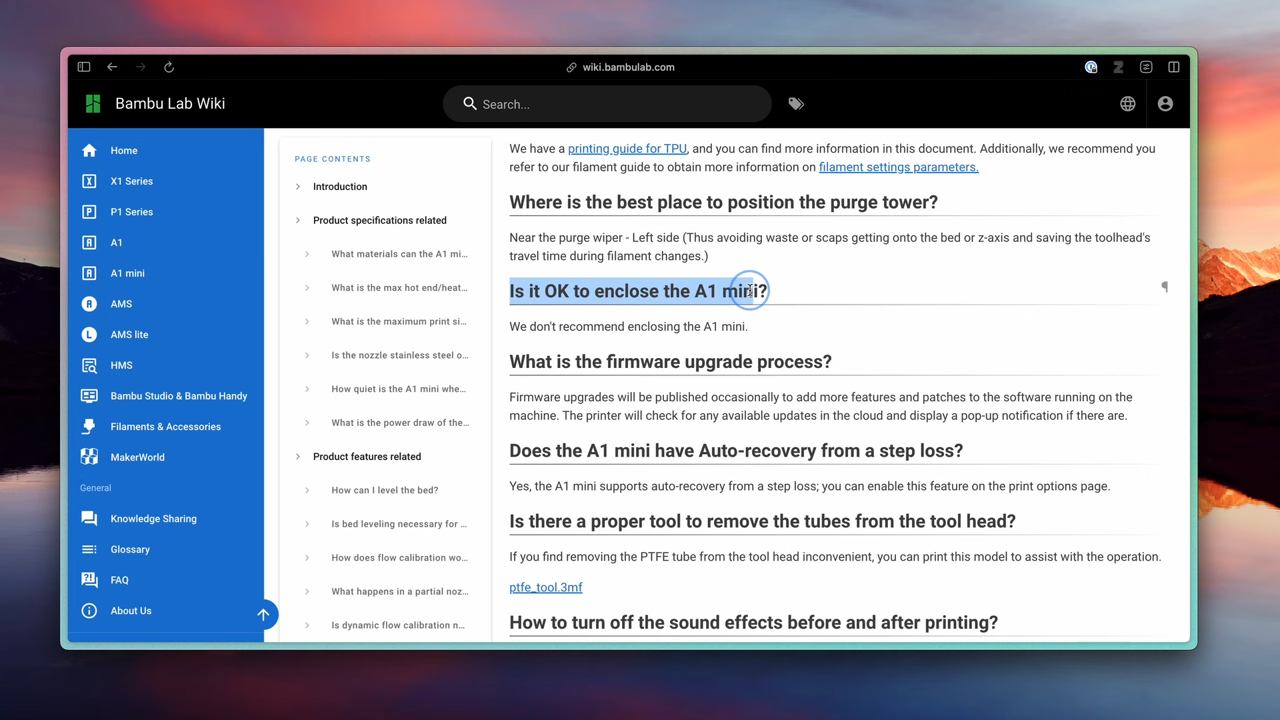 wiki.bambulab.com
Bambu Lab Wiki
Search...
Home
X1 Series
P1 Series
A1
A1 mini
AMS
AMS lite
HMS
Bambu Studio & Bambu Handy
Filaments & Accessories
MakerWorld
General
Knowledge Sharing
Glossary
FAQ
About Us
PAGE CONTENTS
Introduction
Product specifications related
What materials can the A1 mi...
What is the max hot end/heat...
What is the maximum print si...
Is the nozzle stainless steel o...
How quiet is the A1 mini whe...
What is the power draw of the...
Product features related
How can I level the bed?
Is bed leveling necessary for ...
How does flow calibration wo...
What happens in a partial noz...
Is dynamic flow calibration n...
We have a printing guide for TPU, and you can find more information in this document. Additionally, we recommend you
refer to our filament guide to obtain more information on filament settings parameters.
Where is the best place to position the purge tower?
Near the purge wiper - Left side (Thus avoiding waste or scaps getting onto the bed or z-axis and saving the toolhead's
travel time during filament changes.)
Is it OK to enclose the A1 mini?
¶
We don't recommend enclosing the A1 mini.
What is the firmware upgrade process?
Firmware upgrades will be published occasionally to add more features and patches to the software running on the
machine. The printer will check for any available updates in the cloud and display a pop-up notification if there are.
Does the A1 mini have Auto-recovery from a step loss?
Yes, the A1 mini supports auto-recovery from a step los; you can enable this feature on the print options page.
Is there a proper tool to remove the tubes from the tool head?
If you find removing the PTFE tube from the tool head inconvenient, you can print this model to assist with the operation.
ptfe_tool.3mf
How to turn off the sound effects before and after printing?